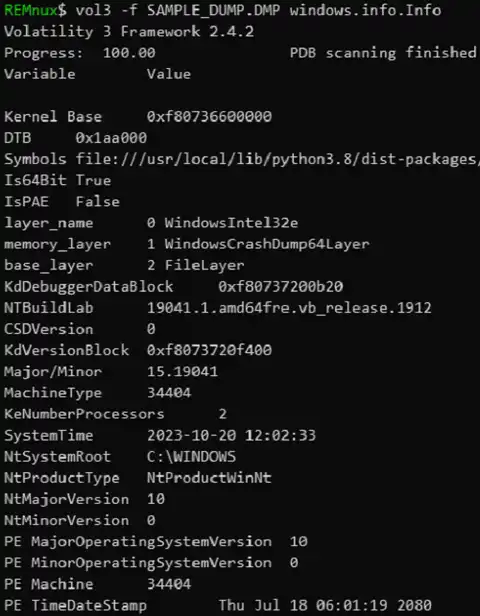 REMnux$ vol3 -f SAMPLE_DUMP.DMP windows.info.Info
Volatility 3 Framework 2.4.2
Progress:  100.00               PDB scanning finished
Variable        Value

Kernel Base     0xf80736600000
DTB     0x1aa000
Symbols file:///usr/local/lib/python3.8/dist-packages/
Is64Bit True
IsPAE   False
layer_name      0 WindowsIntel32e
memory_layer    1 WindowsCrashDump64Layer
base_layer      2 FileLayer
KdDebuggerDataBlock     0xf80737200b20
NTBuildLab      19041.1.amd64fre.vb_release.1912
CSDVersion      0
KdVersionBlock  0xf8073720f400
Major/Minor     15.19041
MachineType     34404
KeNumberProcessors      2
SystemTime      2023-10-20 12:02:33
NtSystemRoot    C:\WINDOWS
NtProductType   NtProductWinNt
NtMajorVersion  10
NtMinorVersion  0
PE MajorOperatingSystemVersion  10
PE MinorOperatingSystemVersion  0
PE Machine      34404
PE TimeDateStamp        Thu Jul 18 06:01:19 2080